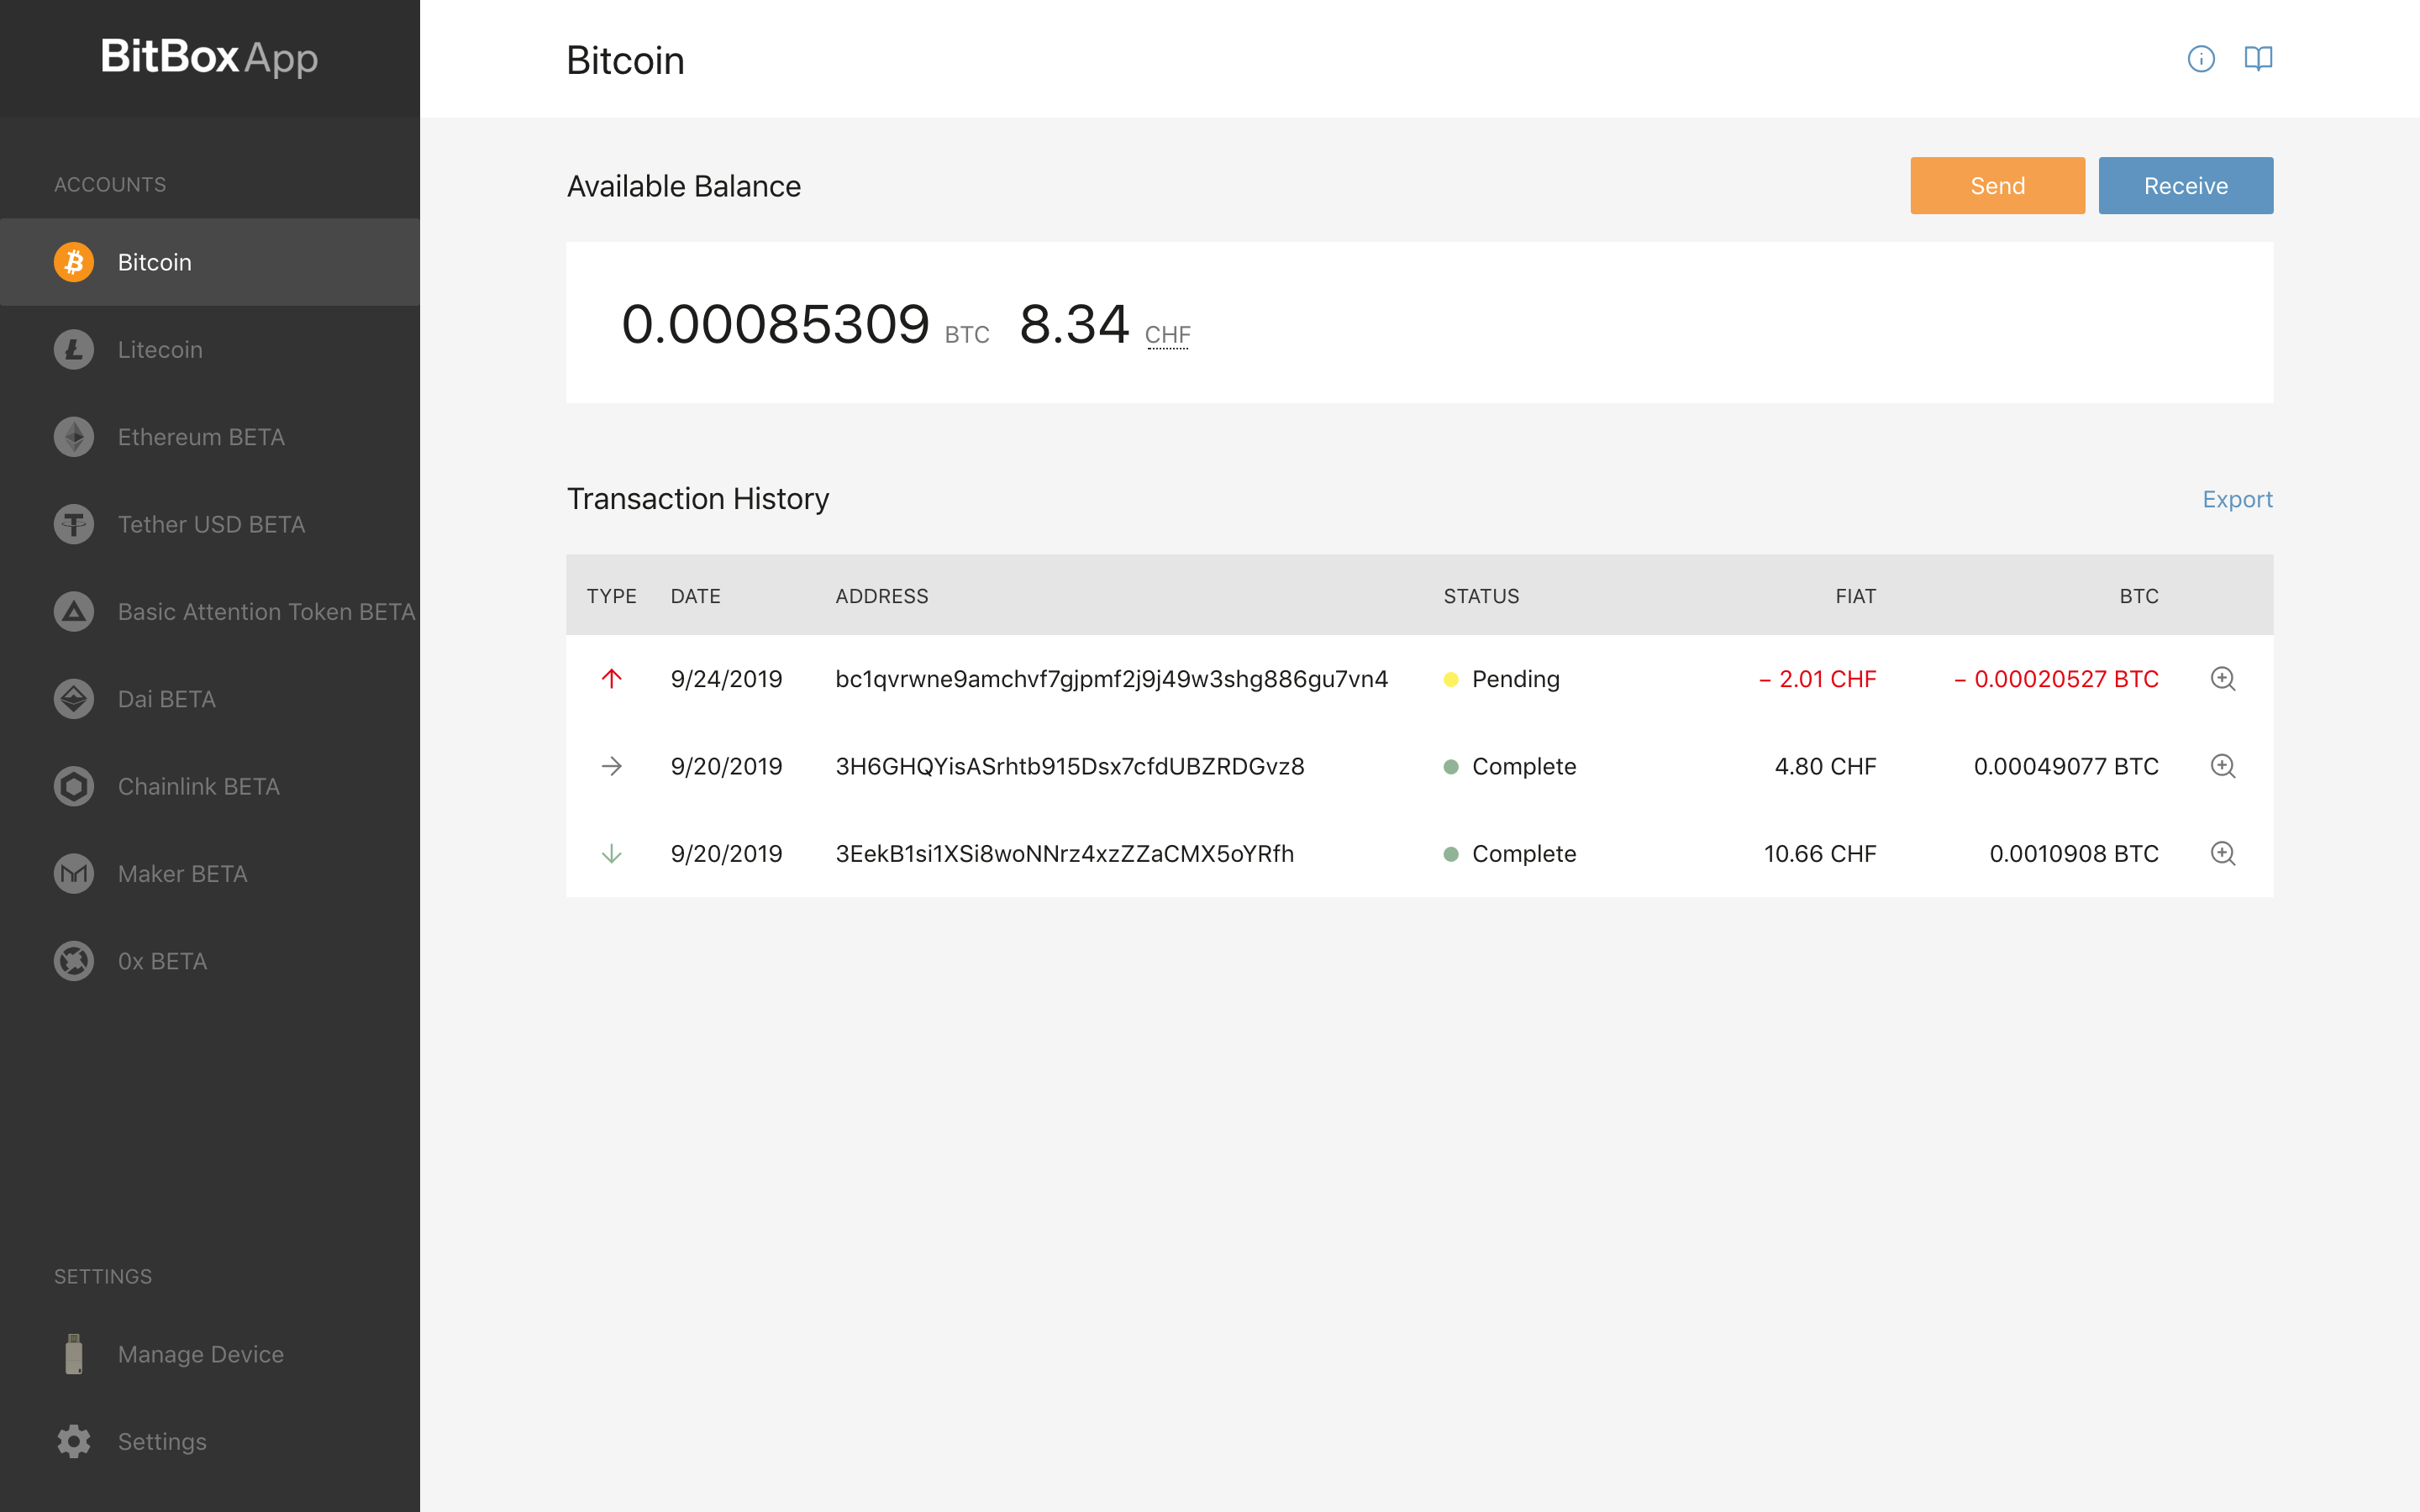 BitBox App
ACCOUNTS
Bitcoin
Litecoin
Ethereum BETA
Tether USD BETA
Basic Attention Token BETA
Dai BETA
Chainlink BETA
Maker BETA
0x BETA
SETTINGS
Manage Device
Settings
Bitcoin
Available Balance
Send
Receive
0.00085309 BTC 8.34 CHF
Transaction History
Export
TYPE DATE ADDRESS STATUS FIAT BTC
9/24/2019 bc1qvrwne9amchvf7gjpmf2j9j49w3shg886gu7vn4 Pending − 2.01 CHF − 0.00020527 BTC
9/20/2019 3H6GHQYisASrhtb915Dsx7cfdUBZRDGvz8 Complete 4.80 CHF 0.00049077 BTC
9/20/2019 3EekB1si1XSi8woNNrz4xzZZaCMX5oYRfh Complete 10.66 CHF 0.0010908 BTC